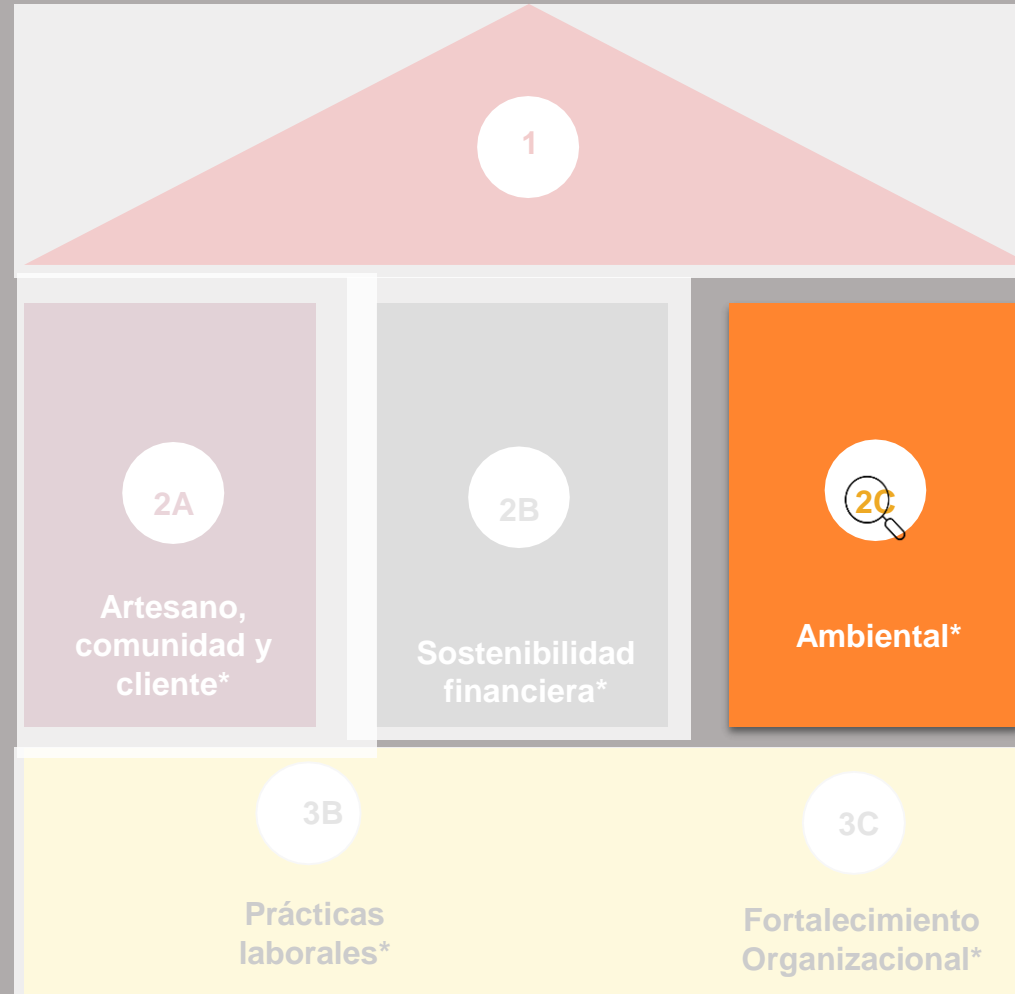 1
2A
Artesano,
comunidad y
cliente*
2B
Sostenibilidad
financiera*
2C
Ambiental*
3B
Prácticas
laborales*
3C
Fortalecimiento
Organizacional*